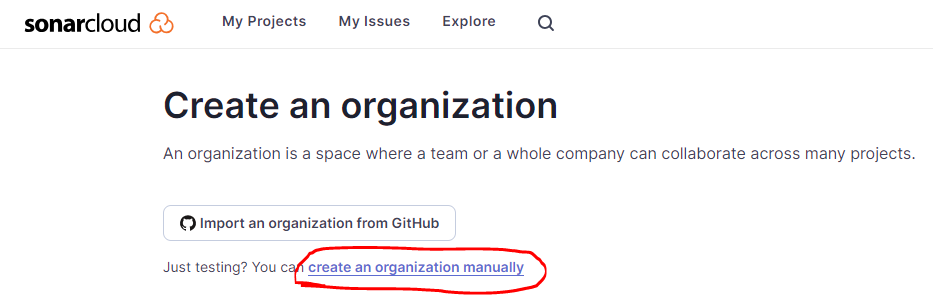 sonarcloud My Projects My Issues Explore
Create an organization
An organization is a space where a team or a whole company can collaborate across many projects.
Import an organization from GitHub
Just testing? You can create an organization manually